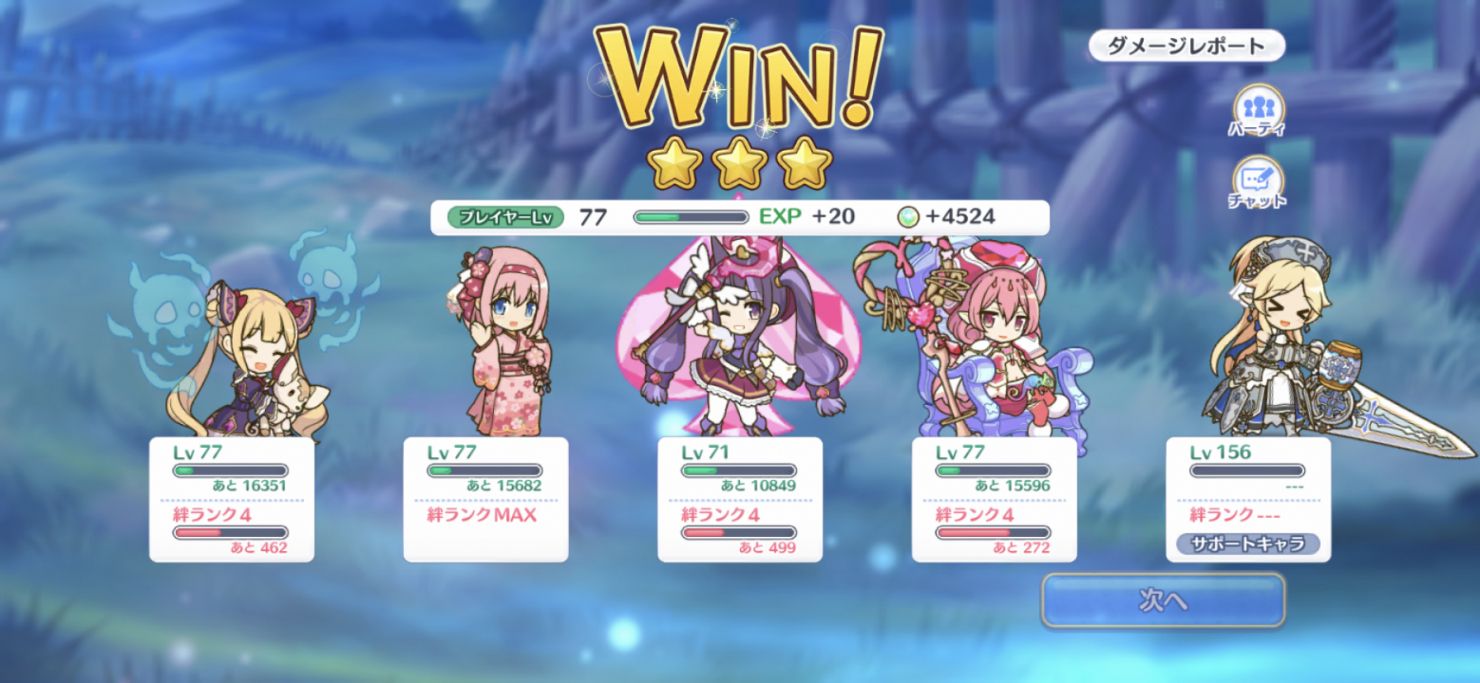 WIN!
ダメージレポート
パーティ
チャット
プレイヤーLv 77 EXP +20 +4524
Lv 77
あと 16351
絆ランク 4
あと 462
Lv 77
あと 15682
絆ランク MAX
Lv 71
あと 10849
絆ランク 4
あと 499
Lv 77
あと 15596
絆ランク 4
あと 272
Lv 156
---
絆ランク ---
サポートキャラ
次へ